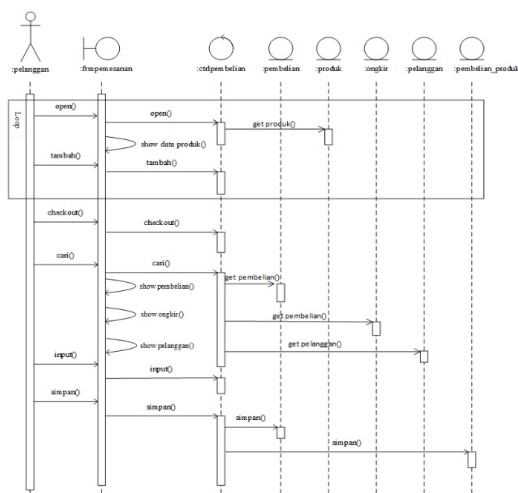 :pelanggan :frmpemesanan :ctrlpembelian :pembelian :produk :ongkir :pelanggan :pembelian_produk
Loop
open()
open()
get produk()
show data produk()
tambah()
tambah()
checkout()
checkout()
cari()
cari()
get pembelian()
show pembelian()
show ongkir()
get pembelian()
show pelanggan()
get pelanggan()
input()
input()
simpan()
simpan()
simpan()
simpan()